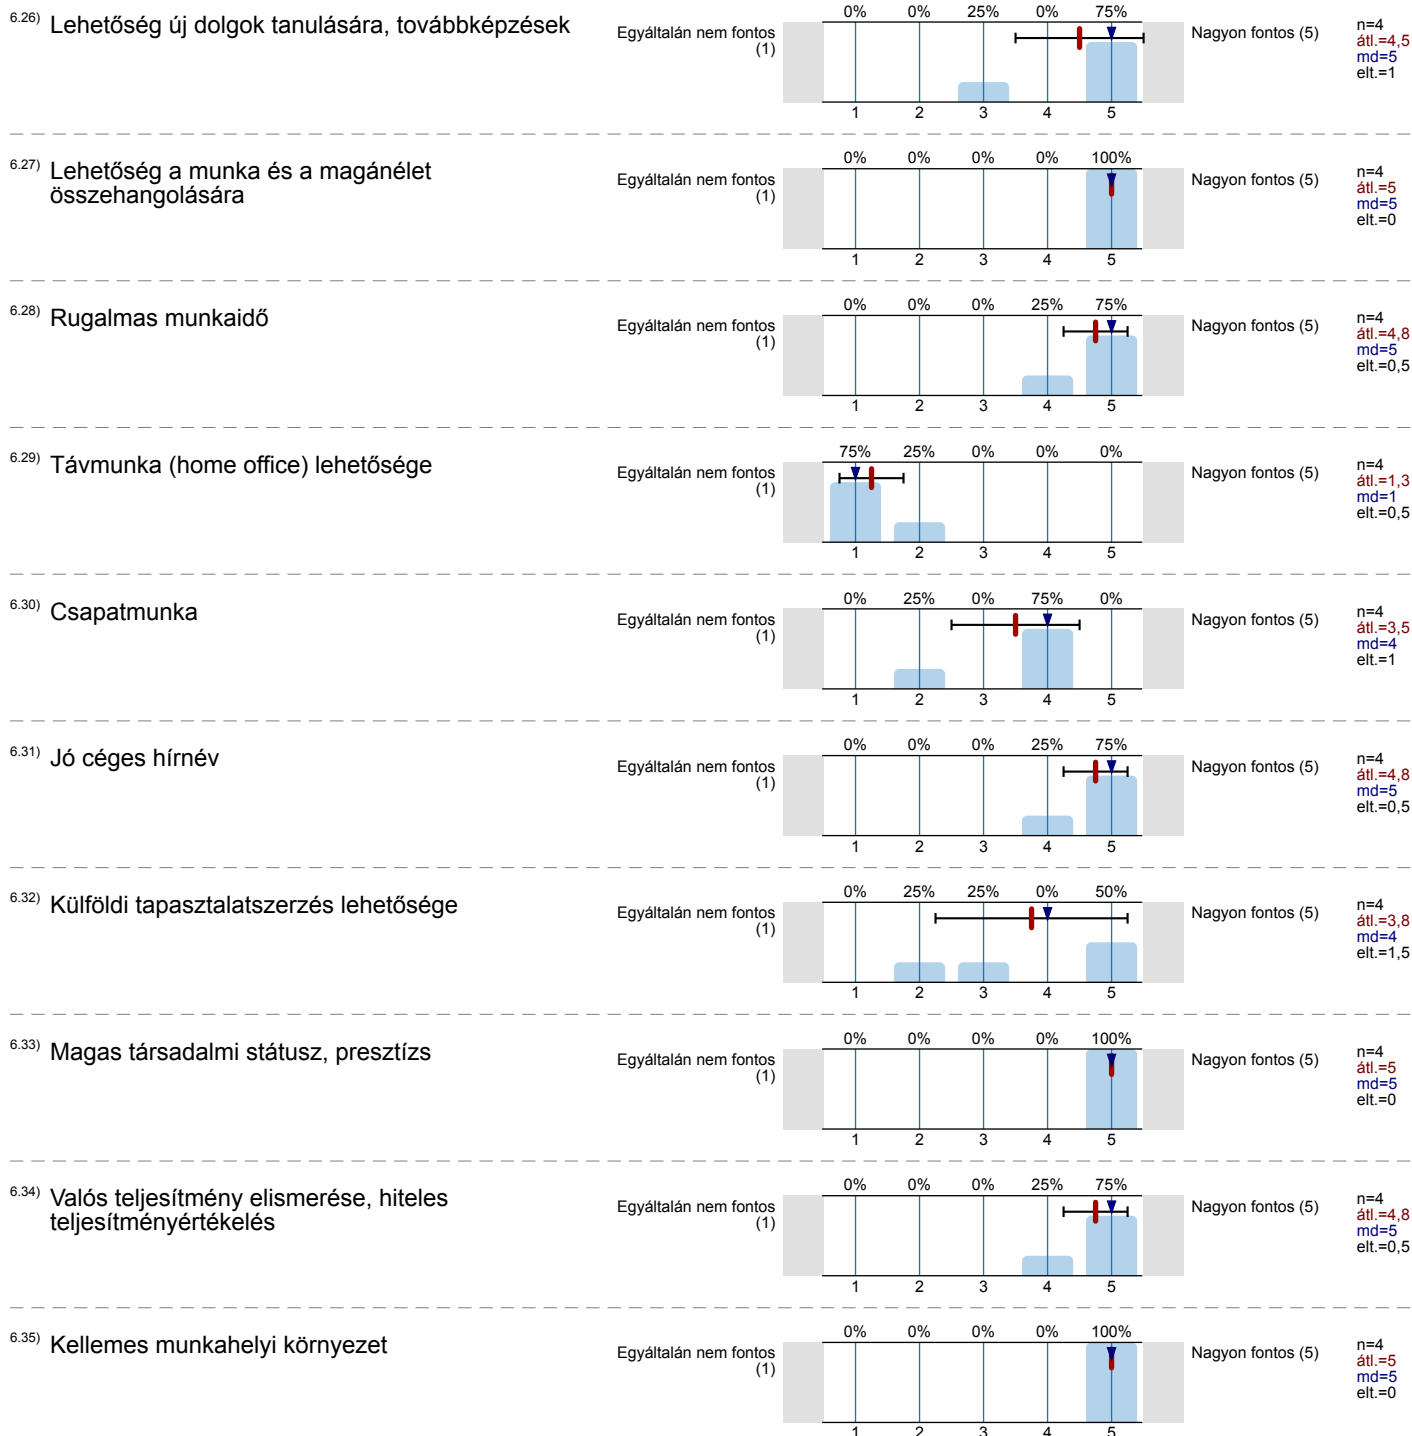 6.26) Lehetőség új dolgok tanulására, továbbképzések
Egyáltalán nem fontos
(1)
0% 0% 25% 0% 75%
1 2 3 4 5
Nagyon fontos (5)
n=4
átl.=4,5
md=5
elt.=1
6.27) Lehetőség a munka és a magánélet
összehangolására
Egyáltalán nem fontos
(1)
0% 0% 0% 0% 100%
1 2 3 4 5
Nagyon fontos (5)
n=4
átl.=5
md=5
elt.=0
6.28) Rugalmas munkaidő
Egyáltalán nem fontos
(1)
0% 0% 0% 25% 75%
1 2 3 4 5
Nagyon fontos (5)
n=4
átl.=4,8
md=5
elt.=0,5
6.29) Távmunka (home office) lehetősége
Egyáltalán nem fontos
(1)
75% 25% 0% 0% 0%
1 2 3 4 5
Nagyon fontos (5)
n=4
átl.=1,3
md=1
elt.=0,5
6.30) Csapatmunka
Egyáltalán nem fontos
(1)
0% 25% 0% 75% 0%
1 2 3 4 5
Nagyon fontos (5)
n=4
átl.=3,5
md=4
elt.=1
6.31) Jó céges hírnév
Egyáltalán nem fontos
(1)
0% 0% 0% 25% 75%
1 2 3 4 5
Nagyon fontos (5)
n=4
átl.=4,8
md=5
elt.=0,5
6.32) Külföldi tapasztalatszerzés lehetősége
Egyáltalán nem fontos
(1)
0% 25% 25% 0% 50%
1 2 3 4 5
Nagyon fontos (5)
n=4
átl.=3,8
md=4
elt.=1,5
6.33) Magas társadalmi státusz, presztízs
Egyáltalán nem fontos
(1)
0% 0% 0% 0% 100%
1 2 3 4 5
Nagyon fontos (5)
n=4
átl.=5
md=5
elt.=0
6.34) Valós teljesítmény elismerése, hiteles
teljesítményértékelés
Egyáltalán nem fontos
(1)
0% 0% 0% 25% 75%
1 2 3 4 5
Nagyon fontos (5)
n=4
átl.=4,8
md=5
elt.=0,5
6.35) Kellemes munkahelyi környezet
Egyáltalán nem fontos
(1)
0% 0% 0% 0% 100%
1 2 3 4 5
Nagyon fontos (5)
n=4
átl.=5
md=5
elt.=0